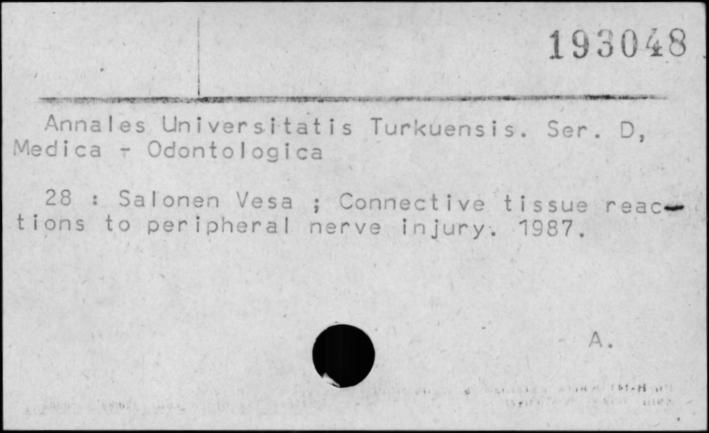 193048
Annales Universitatis Turkuensis. Ser. D,
Medica - Odontologica
28 : Salonen Vesa ; Connective tissue reac-
tions to peripheral nerve injury. 1987.
A.